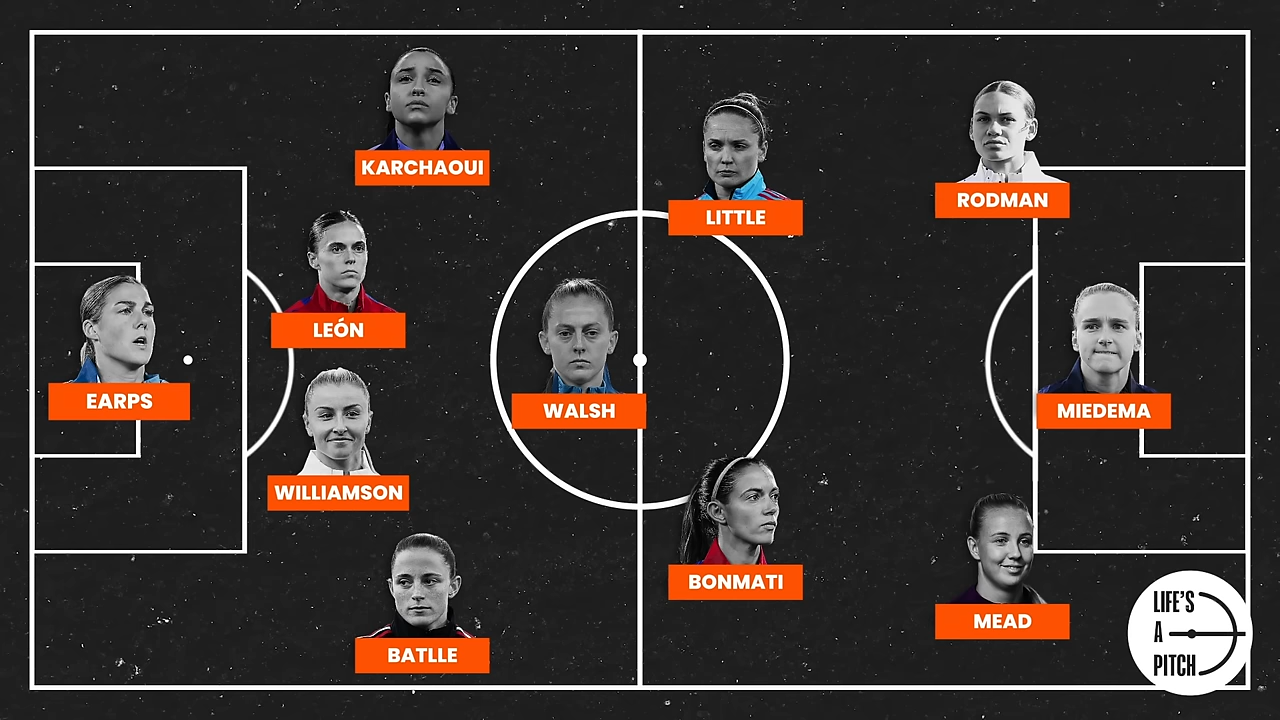 KARCHAOUI
LITTLE
RODMAN
LEÓN
EARPS
WALSH
MIEDEMA
WILLIAMSON
BONMATI
MEAD
BATLLE
LIFE'S
A
PITCH